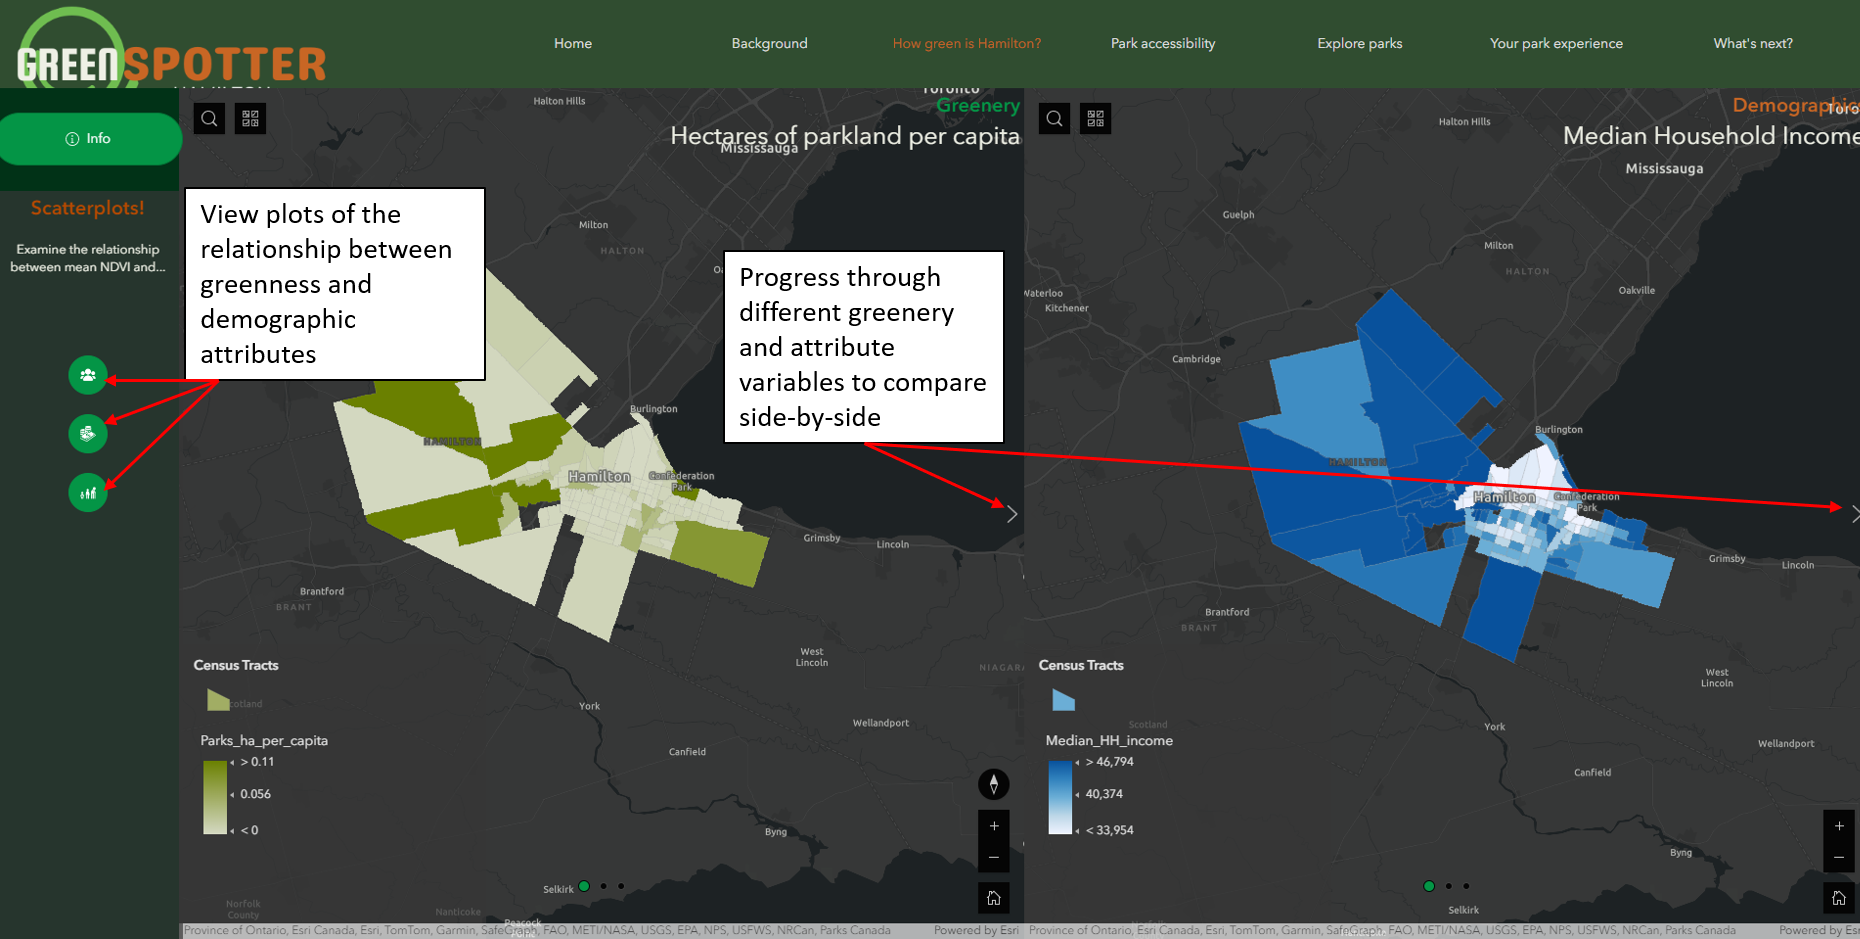 GREENSPOTTER
HAMILTON
Home
Background
How green is Hamilton?
Park accessibility
Explore parks
Your park experience
What's next?
Info
Scatterplots!
Examine the relationship
between mean NDVI and...
View plots of the
relationship between
greenness and
demographic
attributes
Toronto
Greenery
Hectares of parkland per capita
Halton Hills
Mississauga
Milton
HALTON
Progress through
different greenery
and attribute
variables to compare
side-by-side
Burlington
HAMILTON
Hamilton
Confederation
Park
Grimsby
Lincoln
Brantford
BRANT
West
Lincoln
NIAGARA
Census Tracts
Scotland
York
Wellandport
Parks_ha_per_capita
Canfield
> 0.11
0.056
< 0
Byng
Selkirk
Norfolk
County
Nanticoke
Peacock
Province of Ontario, Esri Canada, Esri, TomTom, Garmin, SafeGraph, FAO, METI/NASA, USGS, EPA, NPS, USFWS, NRCan, Parks Canada
Powered by Esri
Demographics
Toro
Median Household Income
Halton Hills
Mississauga
Guelph
Milton
HALTON
Oakville
Waterloo
Kitchener
Cambridge
Burlington
HAMILTON
Hamilton
Confederation
Park
Grimsby
Lincoln
Brantford
BRANT
West
Lincoln
Census Tracts
Scotland
York
Wellandport
Median_HH_income
Canfield
> 46,794
40,374
< 33,954
Byng
Selkirk
Province of Ontario, Esri Canada, Esri, TomTom, Garmin, SafeGraph, FAO, METI/NASA, USGS, EPA, NPS, USFWS, NRCan, Parks Canada
Powered by Esr